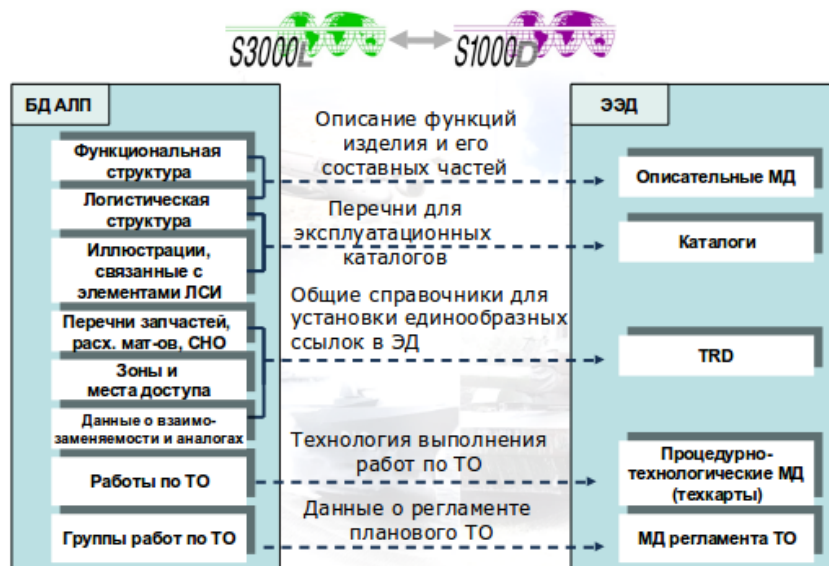 S3000L
S1000D
БД АЛП
Функциональная
структура
Логистическая
структура
Иллюстрации,
связанные с
элементами ЛСИ
Перечни запчастей,
расх. мат-ов, СНО
Зоны и
места доступа
Данные о взаимо-
заменяемости и аналогах
Работы по ТО
Группы работ по ТО
Описание функций
изделия и его
составных частей
Перечни для
эксплуатационных
каталогов
Общие справочники для
установки единообразных
ссылок в ЭД
Технология выполнения
работ по ТО
Данные о регламенте
планового ТО
ЭЭД
Описательные МД
Каталоги
TRD
Процедурно-
технологические МД
(техкарты)
МД регламента ТО